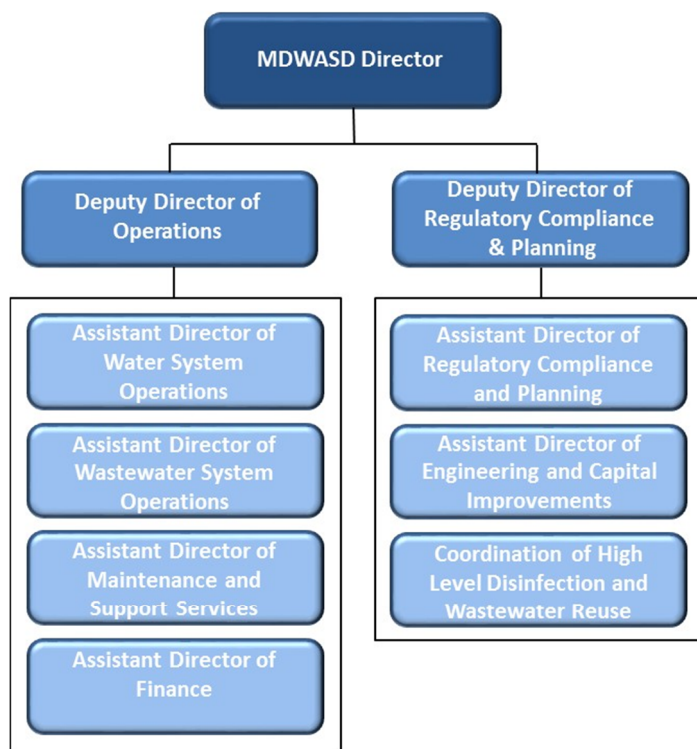 MDWASD Director
Deputy Director of
Operations
Deputy Director of
Regulatory Compliance
& Planning
Assistant Director of
Water System
Operations
Assistant Director of
Wastewater System
Operations
Assistant Director of
Maintenance and
Support Services
Assistant Director of
Finance
Assistant Director of
Regulatory Compliance
and Planning
Assistant Director of
Engineering and Capital
Improvements
Coordination of High
Level Disinfection and
Wastewater Reuse